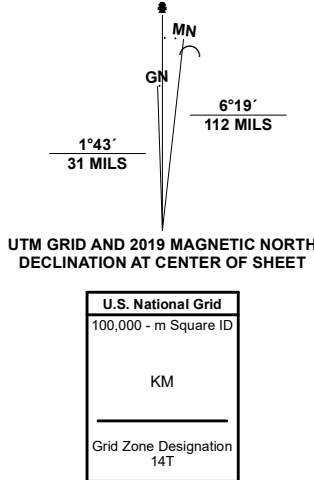 MN
GN
6°19´
112 MILS
1°43´
31 MILS
UTM GRID AND 2019 MAGNETIC NORTH
DECLINATION AT CENTER OF SHEET
U.S. National Grid
100,000 - m Square ID
KM
Grid Zone Designation
14T